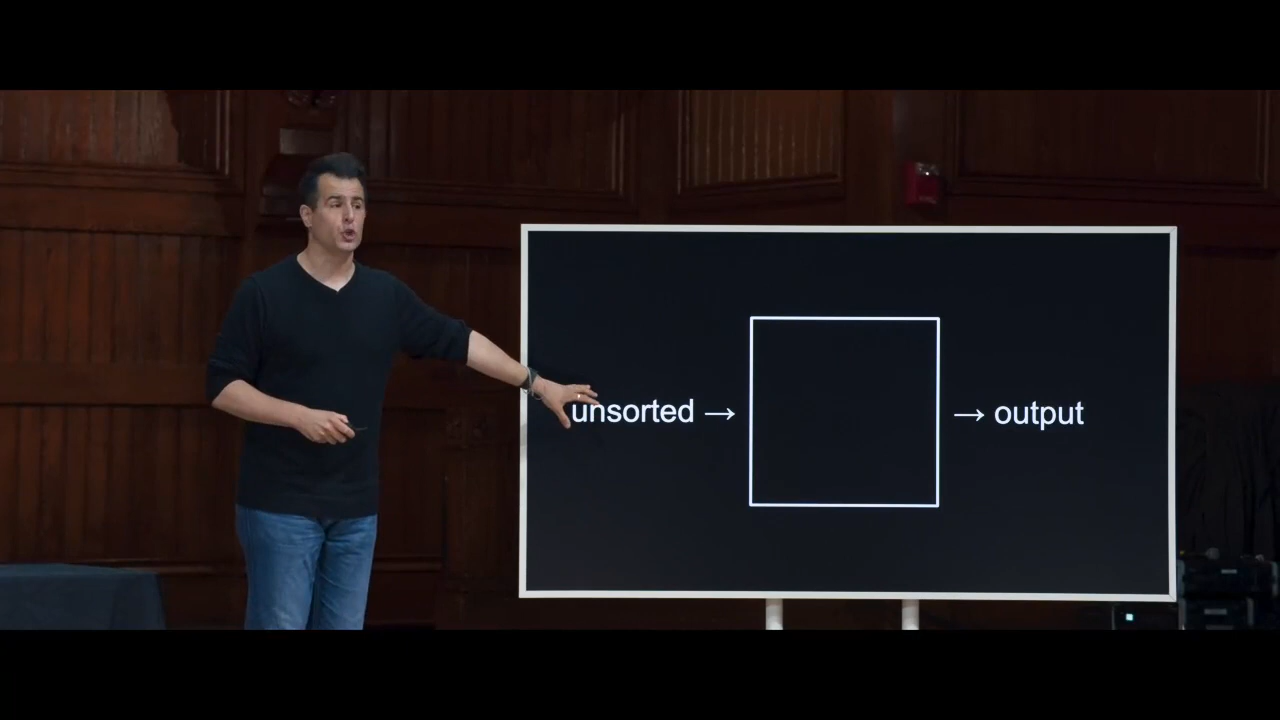 unsorted → → output